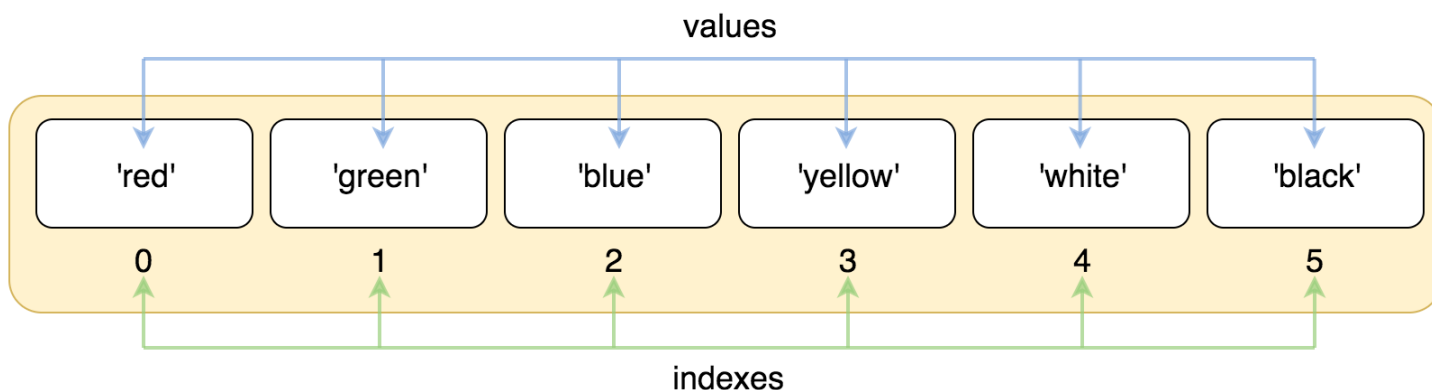 values
'red' 'green' 'blue' 'yellow' 'white' 'black'
0 1 2 3 4 5
indexes